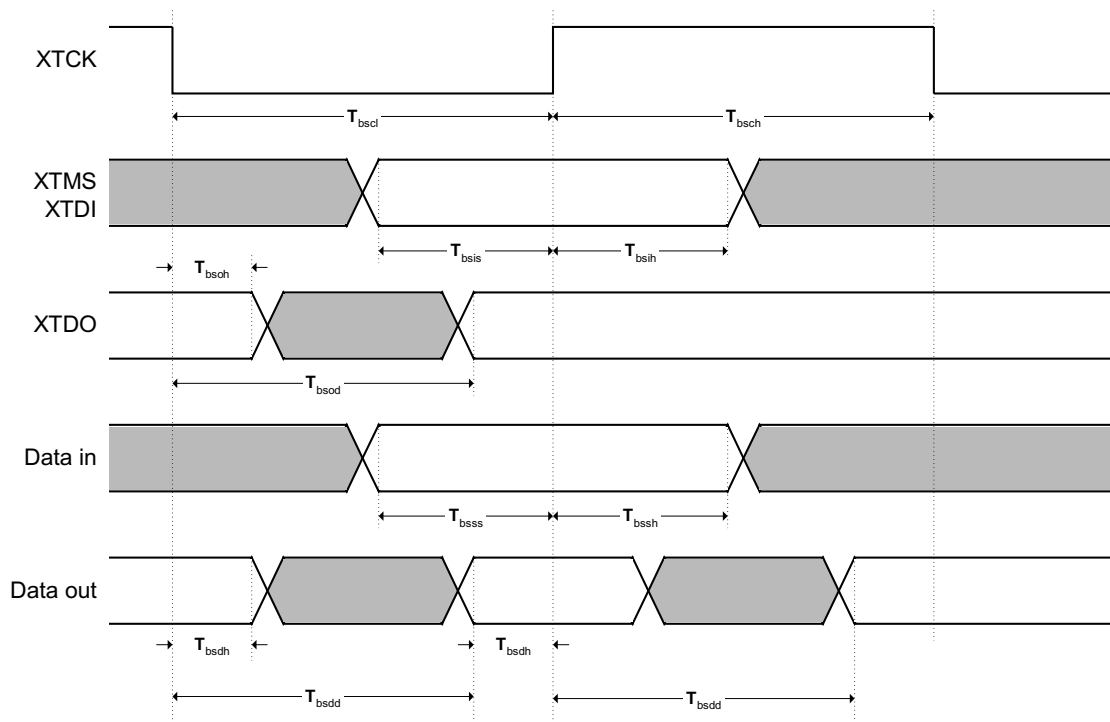 XTCK
Tbscl
Tbsch
XTMS
XTDI
Tbsis
Tbsih
Tbsoh
XTDO
Tbsod
Data in
Tbsss
Tbssh
Data out
Tbsdh
Tbsdh
Tbsdd
Tbsdd